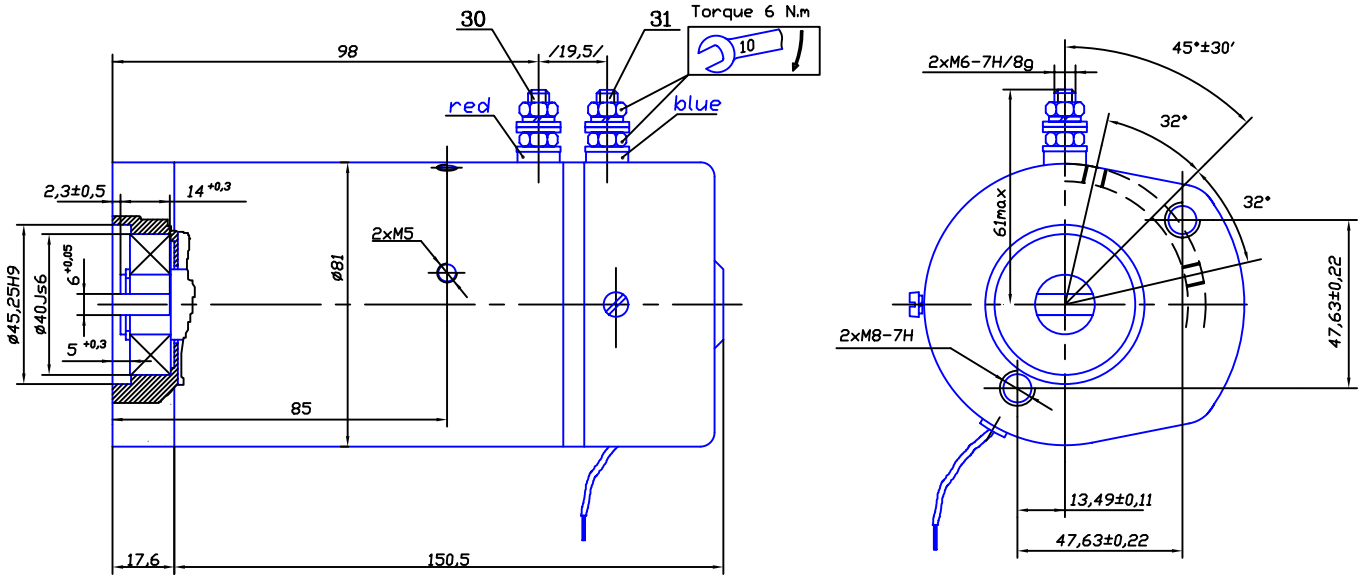 Torque 6 N.m
30
31
10
98
/19,5/
red
blue
2,3±0,5
14 +0,3
2xM5
ø81
ø45,25H9
ø40Js6
6 +0,05
5 +0,3
85
17,6
150,5
45°±30′
2xM6-7H/8g
32°
32°
61max
2xM8-7H
47,63±0,22
13,49±0,11
47,63±0,22